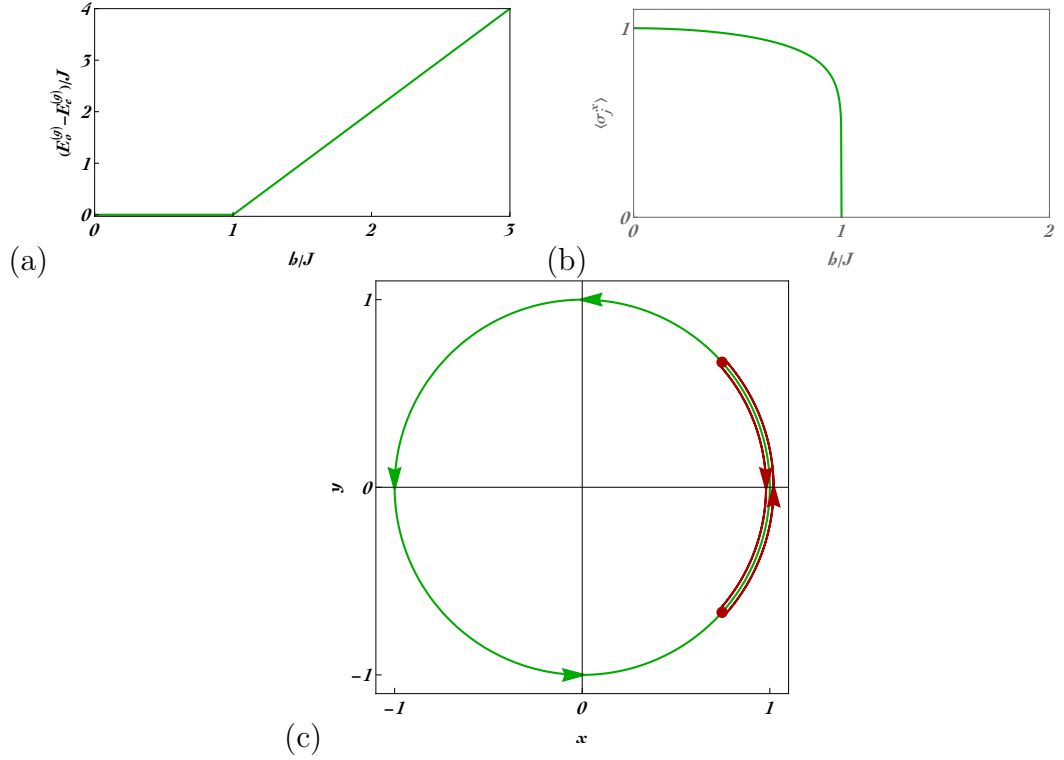 (E_o^(g)−E_e^(g))/J
4
3
2
1
0
0 1 2 3
h/J
(a)
⟨σ_j^x⟩
1
0
0 1 2
h/J
(b)
y
1
0
−1
−1 0 1
x
(c)